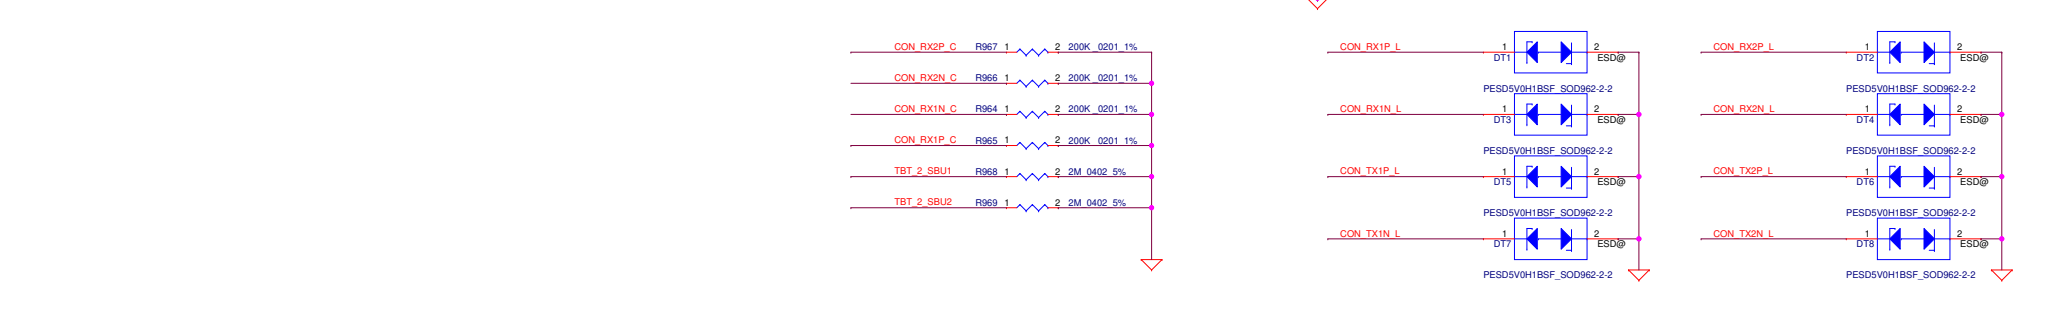 CON_RX2P_C R967 1 2 200K_0201_1%
CON_RX2N_C R966 1 2 200K_0201_1%
CON_RX1N_C R964 1 2 200K_0201_1%
CON_RX1P_C R965 1 2 200K_0201_1%
TBT_2_SBU1 R968 1 2 2M_0402_5%
TBT_2_SBU2 R969 1 2 2M_0402_5%
CON_RX1P_L 1 2
DT1 ESD@
PESD5V0H1BSF_SOD962-2-2
CON_RX1N_L 1 2
DT3 ESD@
PESD5V0H1BSF_SOD962-2-2
CON_TX1P_L 1 2
DT5 ESD@
PESD5V0H1BSF_SOD962-2-2
CON_TX1N_L 1 2
DT7 ESD@
PESD5V0H1BSF_SOD962-2-2
CON_RX2P_L 1 2
DT2 ESD@
PESD5V0H1BSF_SOD962-2-2
CON_RX2N_L 1 2
DT4 ESD@
PESD5V0H1BSF_SOD962-2-2
CON_TX2P_L 1 2
DT6 ESD@
PESD5V0H1BSF_SOD962-2-2
CON_TX2N_L 1 2
DT8 ESD@
PESD5V0H1BSF_SOD962-2-2